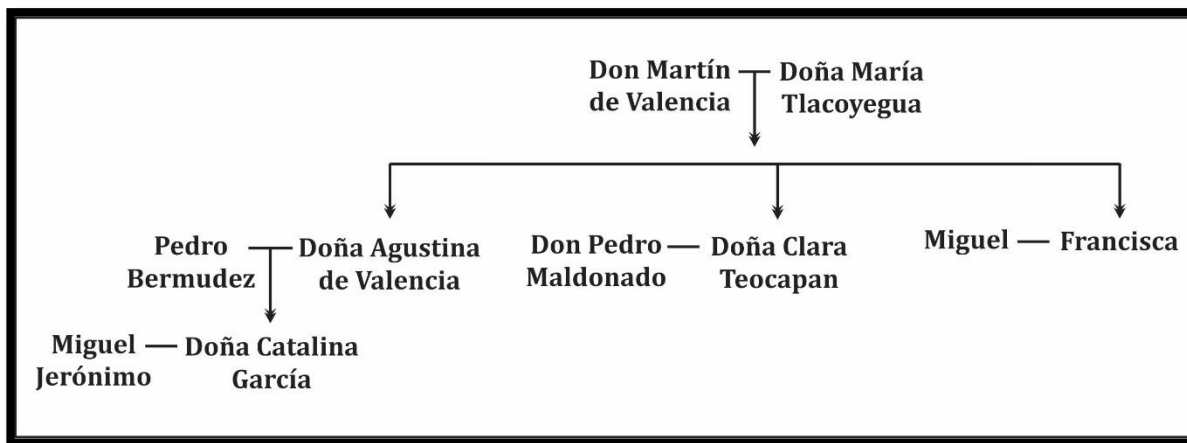 Don Martín
de Valencia
Doña María
Tlacoyegua
Pedro
Bermudez
Doña Agustina
de Valencia
Don Pedro
Maldonado
Doña Clara
Teocapan
Miguel
Francisca
Miguel
Jerónimo
Doña Catalina
García